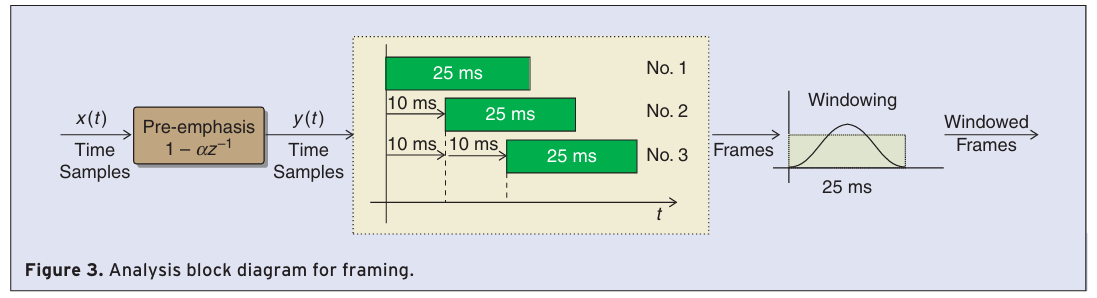 x(t)
Time
Samples
Pre-emphasis
1 − αz⁻¹
y(t)
Time
Samples
25 ms
No. 1
10 ms
25 ms
No. 2
10 ms
10 ms
25 ms
No. 3
t
Frames
Windowing
25 ms
Windowed
Frames
Figure 3. Analysis block diagram for framing.